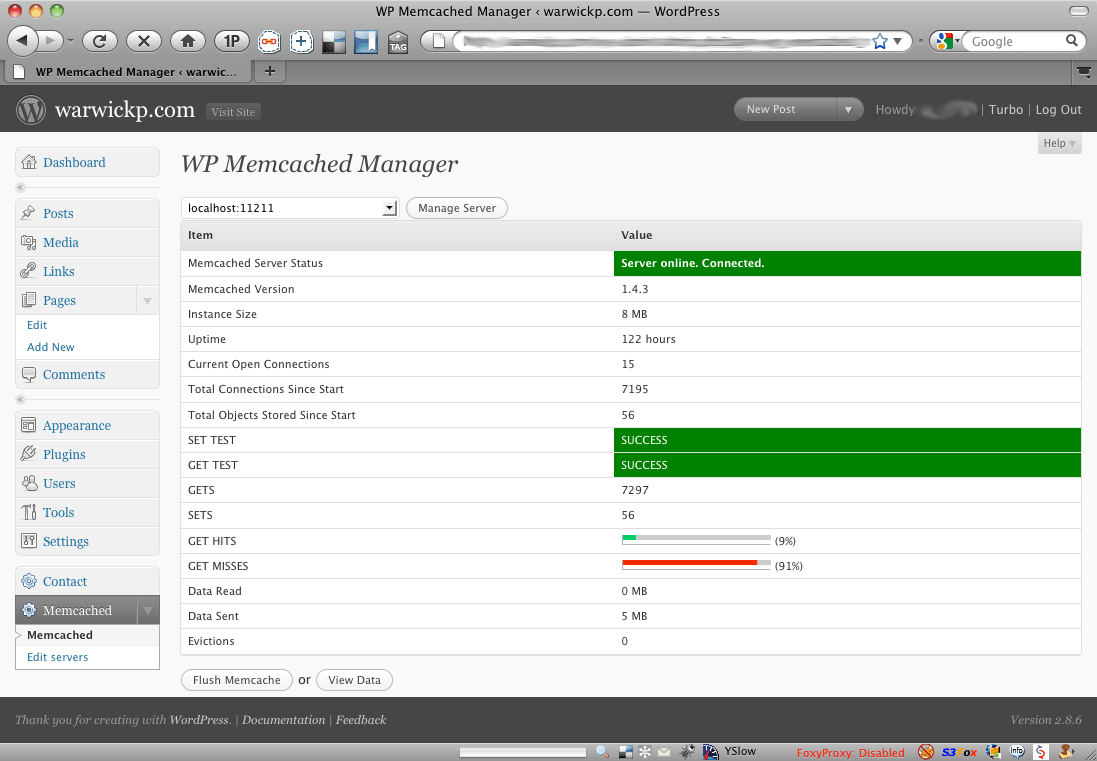 WP Memcached Manager ‹ warwickp.com — WordPress
1P
TAG
Google
WP Memcached Manager ‹ warwic...
warwickp.com Visit Site
New Post
Howdy | Turbo | Log Out
Help
Dashboard
Posts
Media
Links
Pages
Edit
Add New
Comments
Appearance
Plugins
Users
Tools
Settings
Contact
Memcached
Memcached
Edit servers
WP Memcached Manager
localhost:11211 Manage Server
Item Value
Memcached Server Status Server online. Connected.
Memcached Version 1.4.3
Instance Size 8 MB
Uptime 122 hours
Current Open Connections 15
Total Connections Since Start 7195
Total Objects Stored Since Start 56
SET TEST SUCCESS
GET TEST SUCCESS
GETS 7297
SETS 56
GET HITS (9%)
GET MISSES (91%)
Data Read 0 MB
Data Sent 5 MB
Evictions 0
Flush Memcache or View Data
Thank you for creating with WordPress. | Documentation | Feedback
Version 2.8.6
YSlow
FoxyProxy: Disabled
S3Fox
info